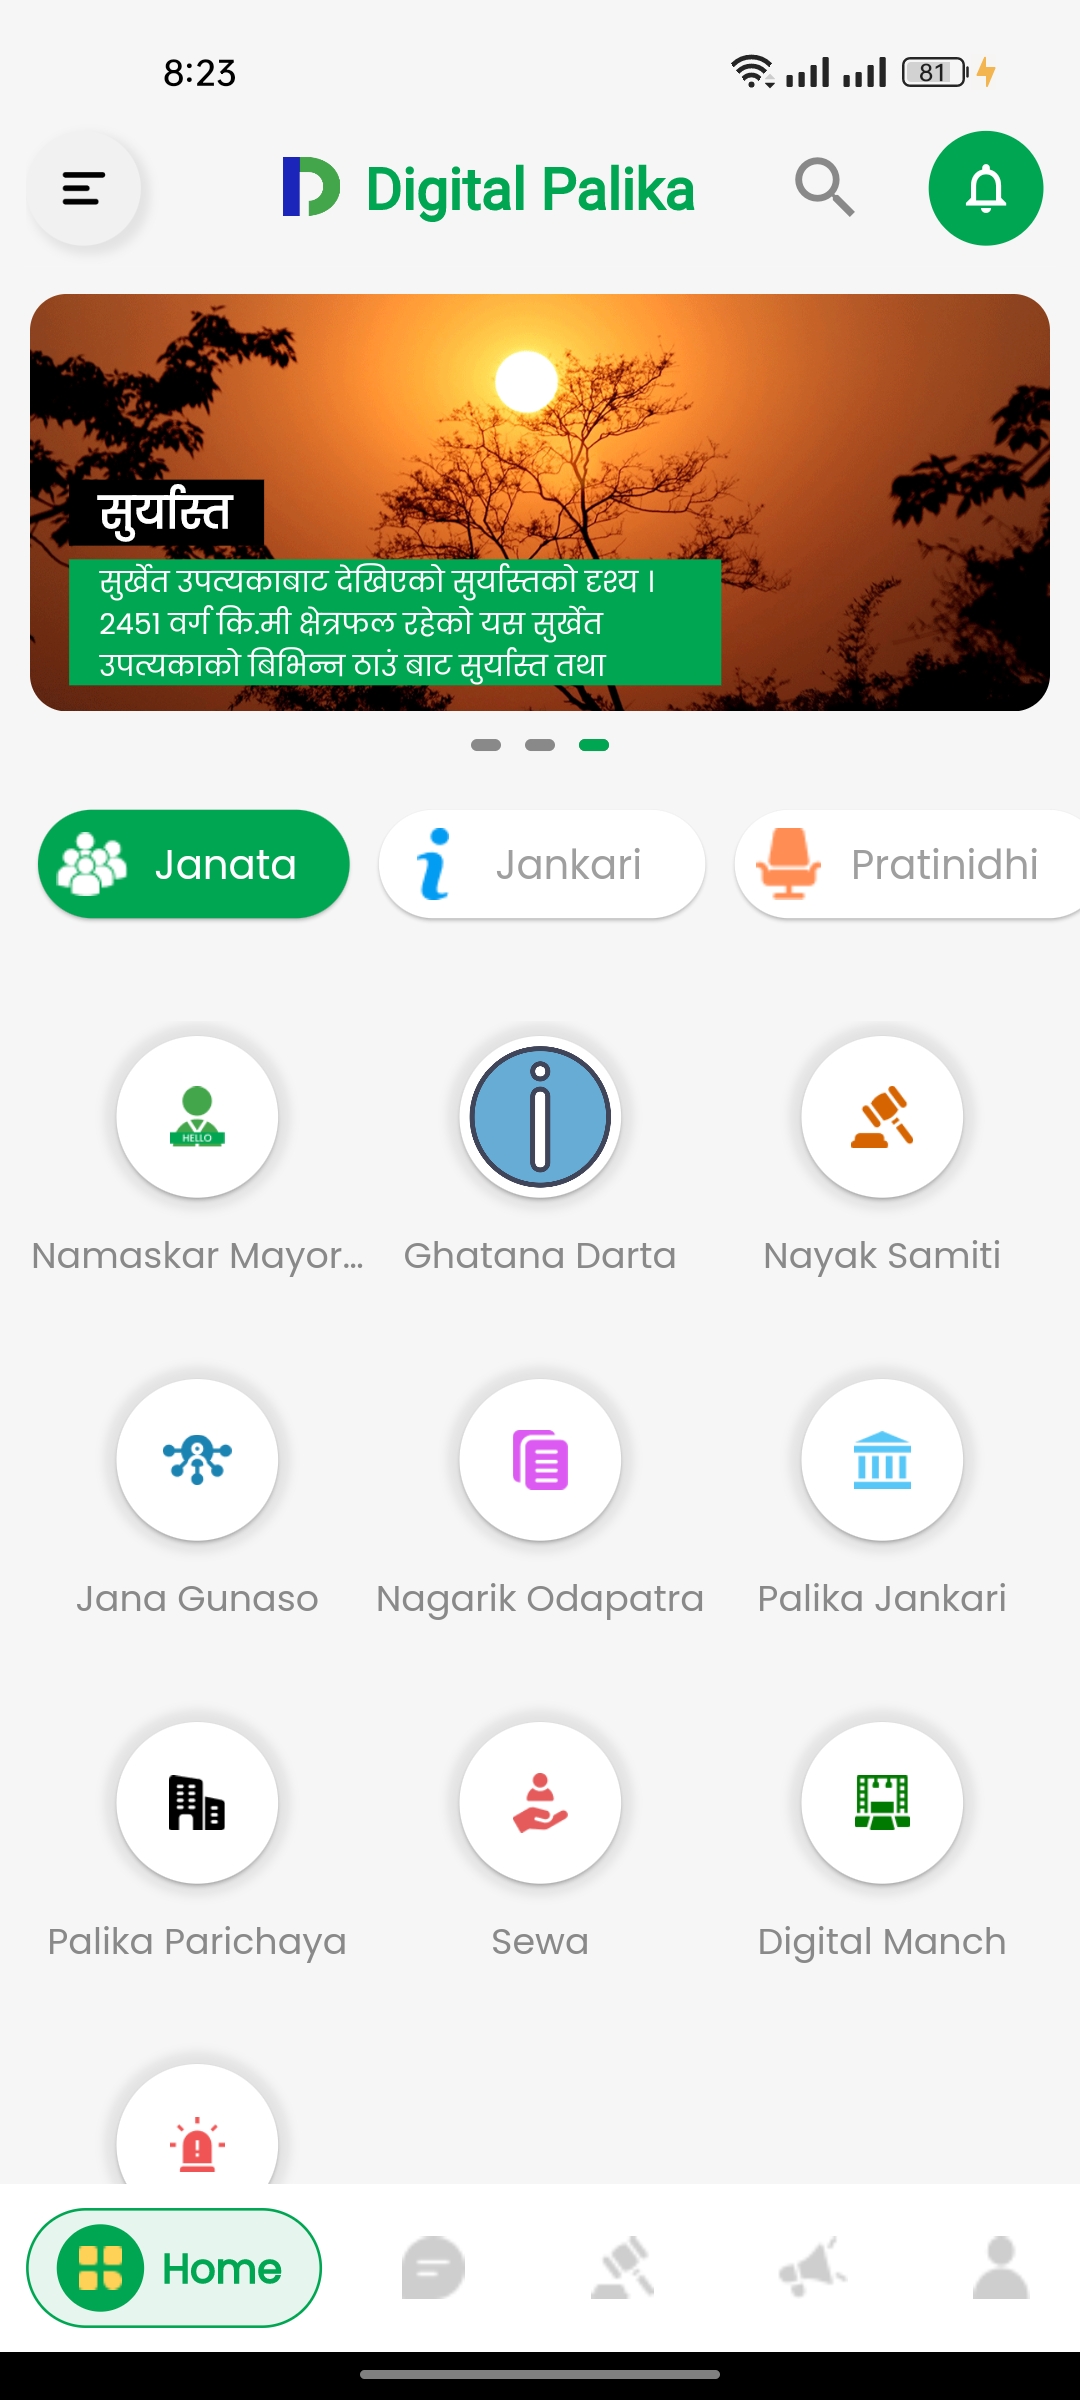 8:23
81
Digital Palika
सुर्यास्त
सुर्खेत उपत्यकाबाट देखिएको सुर्यास्तको दृश्य ।
2451 वर्ग कि.मी क्षेत्रफल रहेको यस सुर्खेत
उपत्यकाको बिभिन्न ठाउं बाट सुर्यास्त तथा
Janata
Jankari
Pratinidhi
HELLO
Namaskar Mayor...
Ghatana Darta
Nayak Samiti
Jana Gunaso
Nagarik Odapatra
Palika Jankari
Palika Parichaya
Sewa
Digital Manch
Home